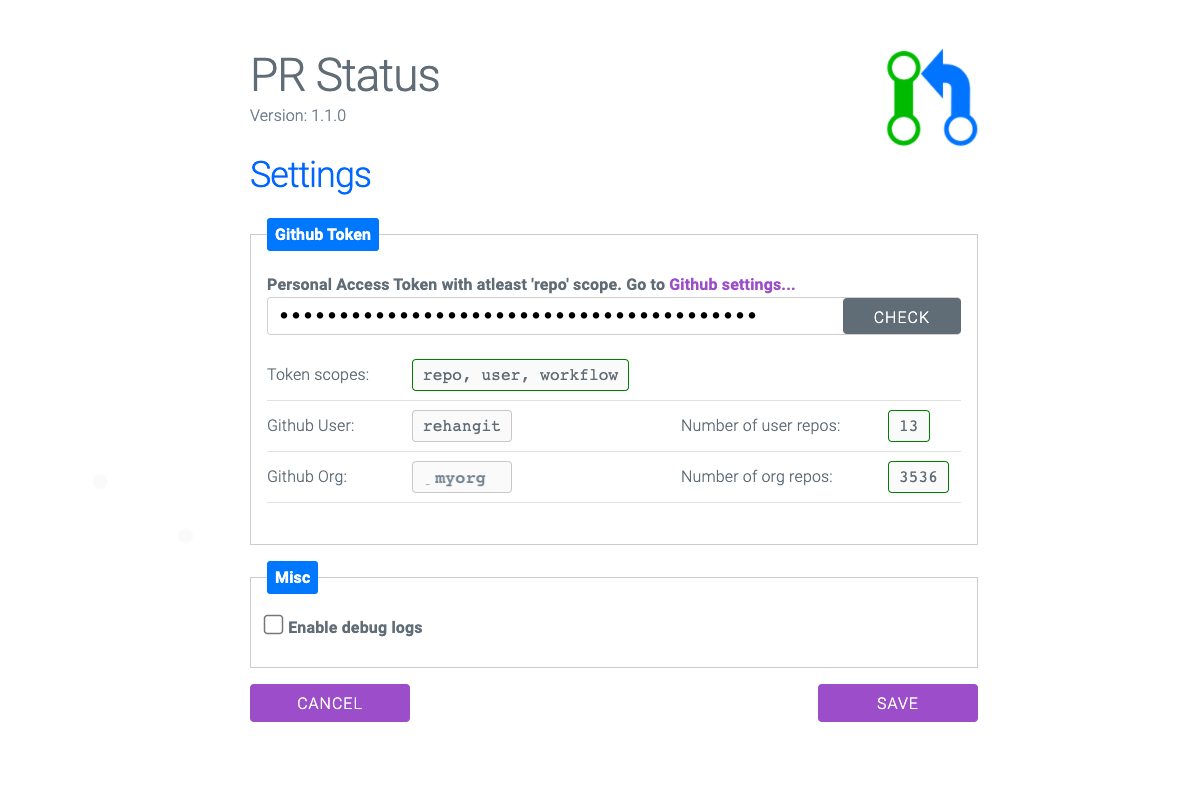 PR Status
Version: 1.1.0
Settings
Github Token
Personal Access Token with atleast 'repo' scope. Go to Github settings...
••••••••••••••••••••••••••••••••••••••••
CHECK
Token scopes: repo, user, workflow
Github User: rehangit Number of user repos: 13
Github Org: _myorg Number of org repos: 3536
Misc
Enable debug logs
CANCEL SAVE